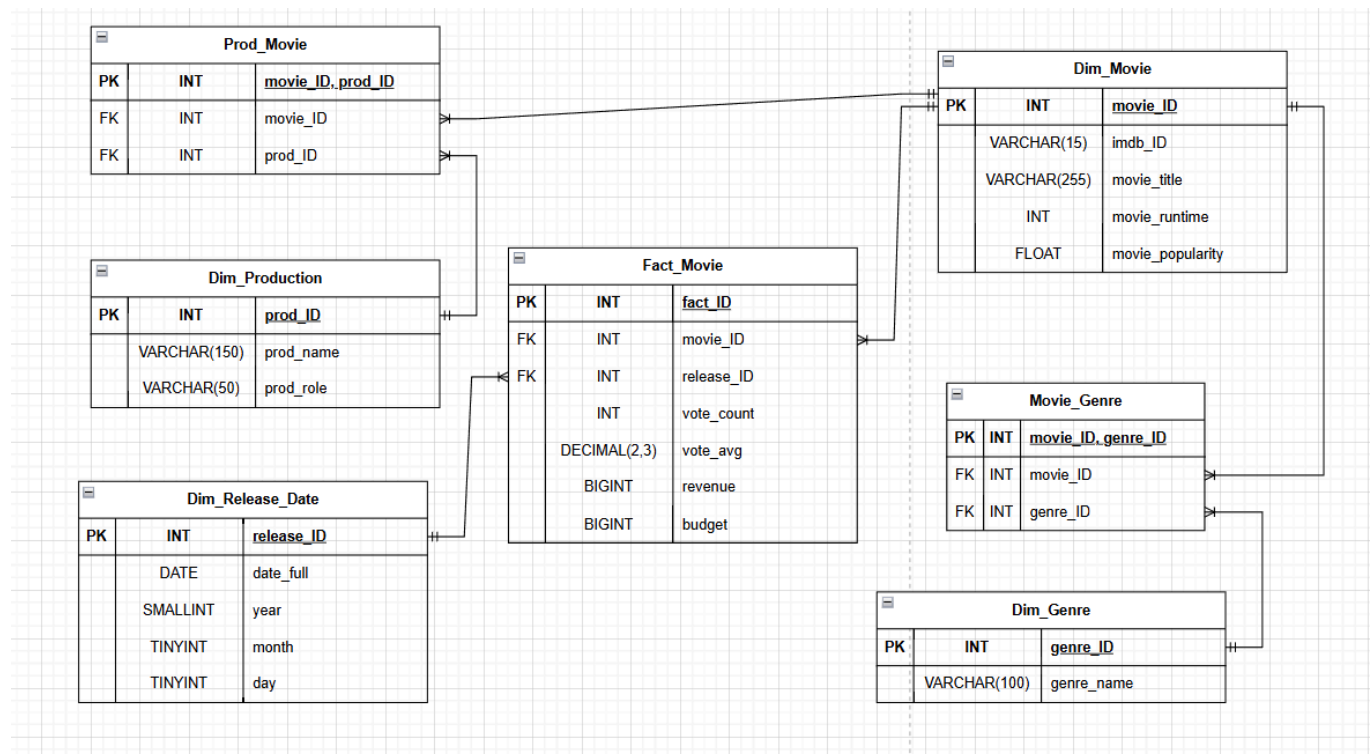 Prod_Movie
PK INT movie_ID, prod_ID
FK INT movie_ID
FK INT prod_ID
Dim_Movie
PK INT movie_ID
VARCHAR(15) imdb_ID
VARCHAR(255) movie_title
INT movie_runtime
FLOAT movie_popularity
Dim_Production
PK INT prod_ID
VARCHAR(150) prod_name
VARCHAR(50) prod_role
Fact_Movie
PK INT fact_ID
FK INT movie_ID
FK INT release_ID
INT vote_count
DECIMAL(2,3) vote_avg
BIGINT revenue
BIGINT budget
Movie_Genre
PK INT movie_ID, genre_ID
FK INT movie_ID
FK INT genre_ID
Dim_Release_Date
PK INT release_ID
DATE date_full
SMALLINT year
TINYINT month
TINYINT day
Dim_Genre
PK INT genre_ID
VARCHAR(100) genre_name